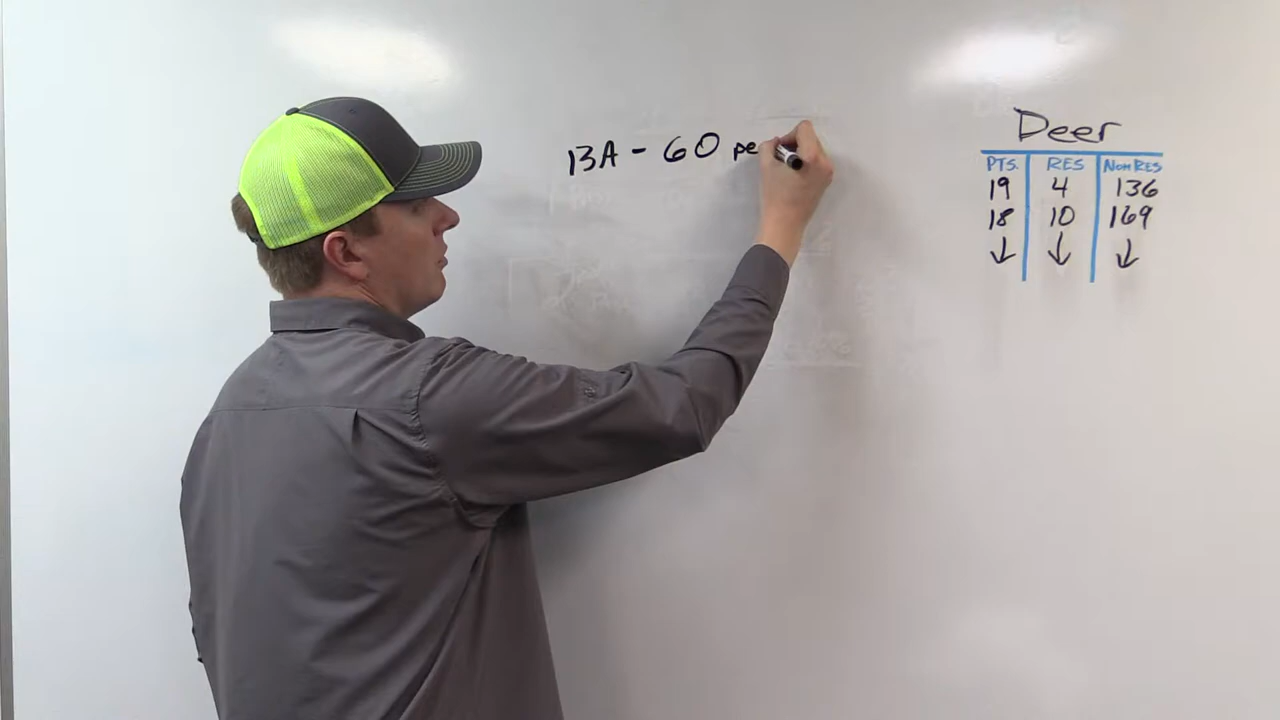 13A - 60 pe
Deer
PTS. RES NON RES
19 4 136
18 10 169
↓ ↓ ↓